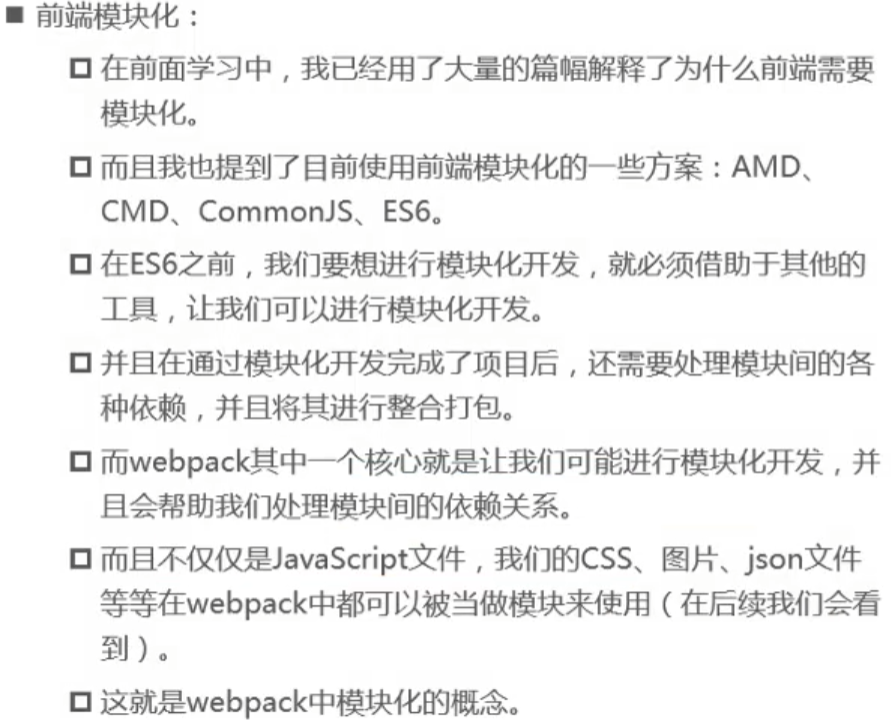 ■ 前端模块化：
□ 在前面学习中，我已经用了大量的篇幅解释了为什么前端需要
模块化。
□ 而且我也提到了目前使用前端模块化的一些方案：AMD、
CMD、CommonJS、ES6。
□ 在ES6之前，我们要想进行模块化开发，就必须借助于其他的
工具，让我们可以进行模块化开发。
□ 并且在通过模块化开发完成了项目后，还需要处理模块间的各
种依赖，并且将其进行整合打包。
□ 而webpack其中一个核心就是让我们可能进行模块化开发，并
且会帮助我们处理模块间的依赖关系。
□ 而且不仅仅是JavaScript文件，我们的CSS、图片、json文件
等等在webpack中都可以被当做模块来使用（在后续我们会看
到）。
□ 这就是webpack中模块化的概念。